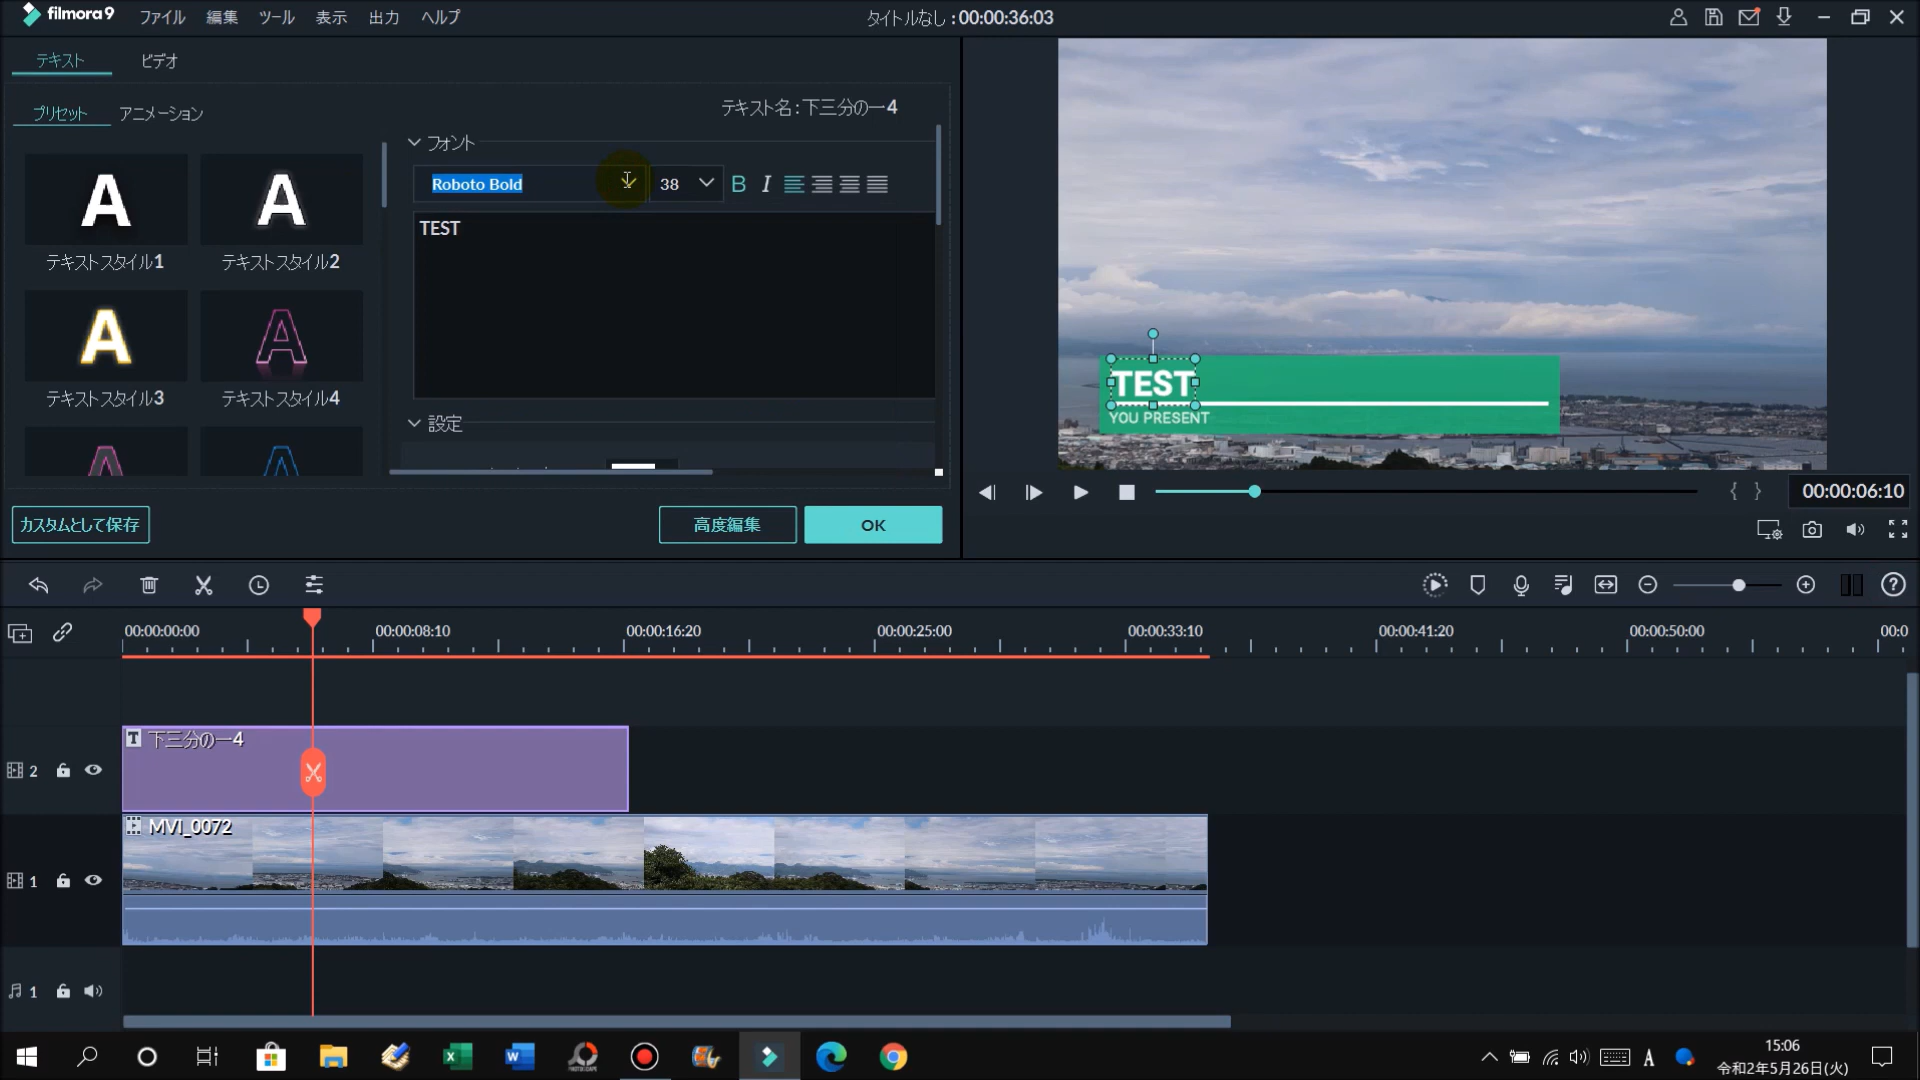 filmora9 ファイル 編集 ツール 表示 出力 ヘルプ タイトルなし : 00:00:36:03
テキスト ビデオ
プリセット アニメーション
テキスト名 : 下三分の一4
フォント
Roboto Bold 38 B I
TEST
テキストスタイル1 テキストスタイル2
テキストスタイル3 テキストスタイル4
設定
カスタムとして保存 高度編集 OK
TEST
YOU PRESENT
{ } 00:00:06:10
00:00:00:00 00:00:08:10 00:00:16:20 00:00:25:00 00:00:33:10 00:00:41:20 00:00:50:00 00:0
T 下三分の一4
2
MVI_0072
1
1
A
15:06
令和2年5月26日(火)